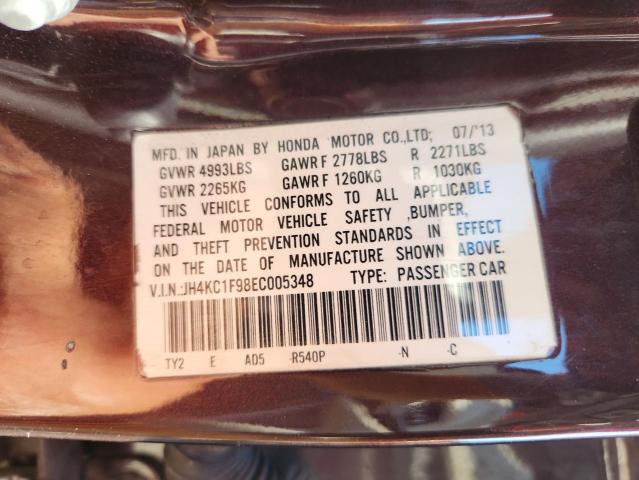 MFD. IN JAPAN BY HONDA MOTOR CO.,LTD; 07/'13
GVWR 4993LBS GAWR F 2778LBS R 2271LBS
GVWR 2265KG GAWR F 1260KG R 1030KG
THIS VEHICLE CONFORMS TO ALL APPLICABLE
FEDERAL MOTOR VEHICLE SAFETY ,BUMPER,
AND THEFT PREVENTION STANDARDS IN EFFECT
ON THE DATE OF MANUFACTURE SHOWN ABOVE.
V.I.N.:JH4KC1F98EC005348 TYPE: PASSENGER CAR
TY2 E AD5 -R540P -N -C